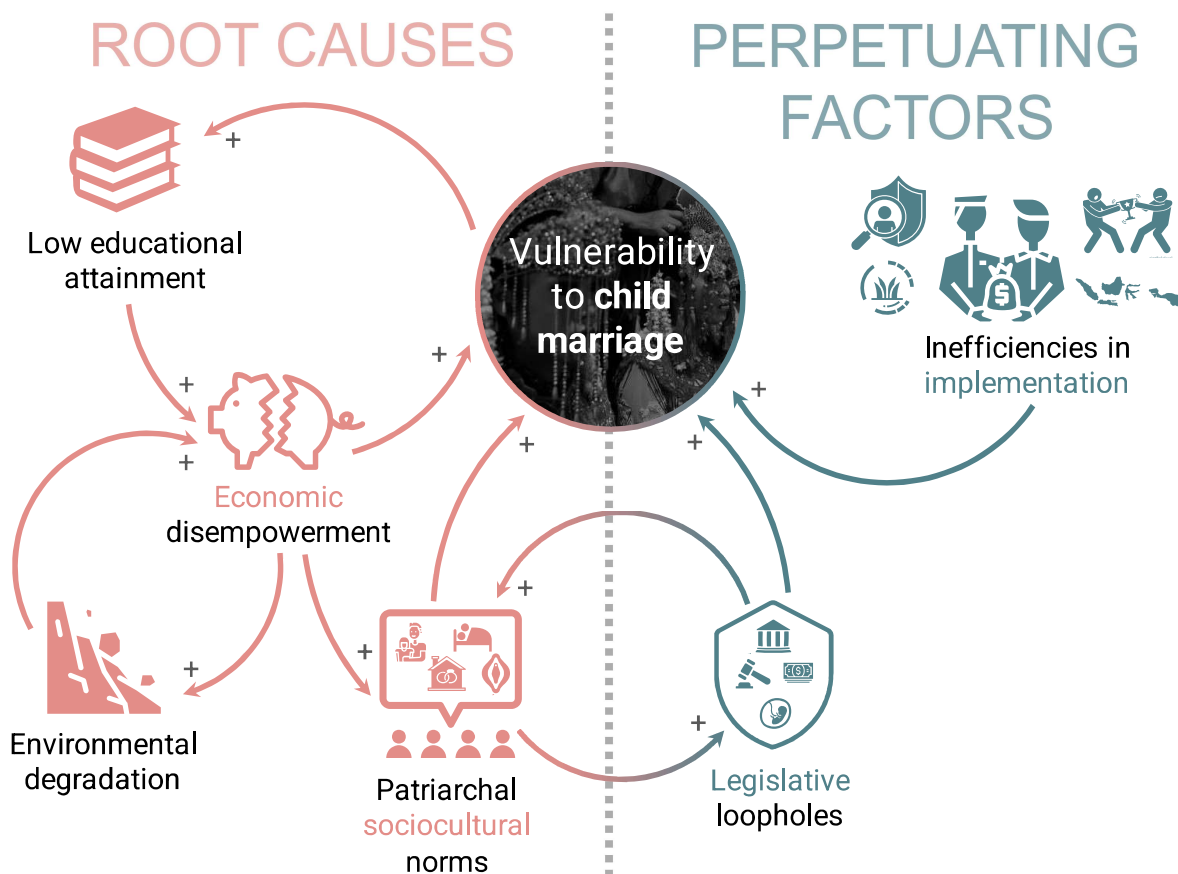 ROOT CAUSES
PERPETUATING
FACTORS
+
Low educational
attainment
Vulnerability
to child
marriage
$
Inefficiencies in
implementation
+
+
+
+
+
+
Economic
disempowerment
+
+
+
$
+
Environmental
degradation
Patriarchal
sociocultural
norms
Legislative
loopholes